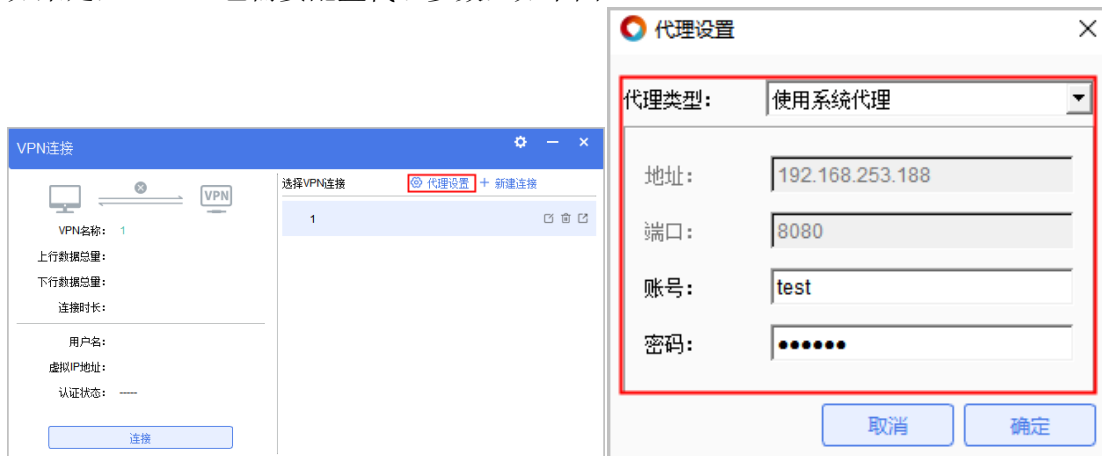 VPN连接
VPN
VPN名称： 1
上行数据总量：
下行数据总量：
连接时长：
用户名：
虚拟IP地址：
认证状态： -----
连接
选择VPN连接 代理设置 + 新建连接
1
代理设置
代理类型： 使用系统代理
地址： 192.168.253.188
端口： 8080
账号： test
密码： ●●●●●●
取消 确定